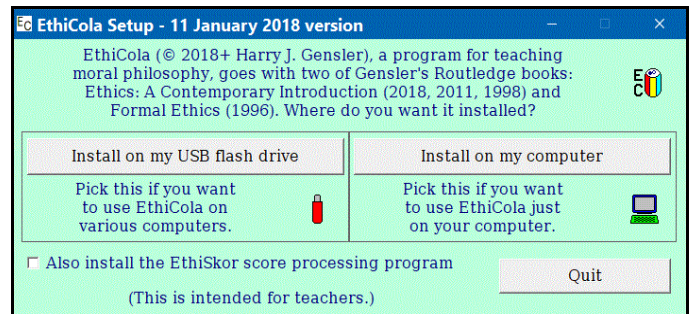 EC EthiCola Setup - 11 January 2018 version
EthiCola (© 2018+ Harry J. Gensler), a program for teaching
moral philosophy, goes with two of Gensler's Routledge books:
Ethics: A Contemporary Introduction (2018, 2011, 1998) and
Formal Ethics (1996). Where do you want it installed?
E
C
Install on my USB flash drive
Pick this if you want
to use EthiCola on
various computers.
Install on my computer
Pick this if you want
to use EthiCola just
on your computer.
Also install the EthiSkor score processing program
(This is intended for teachers.)
Quit